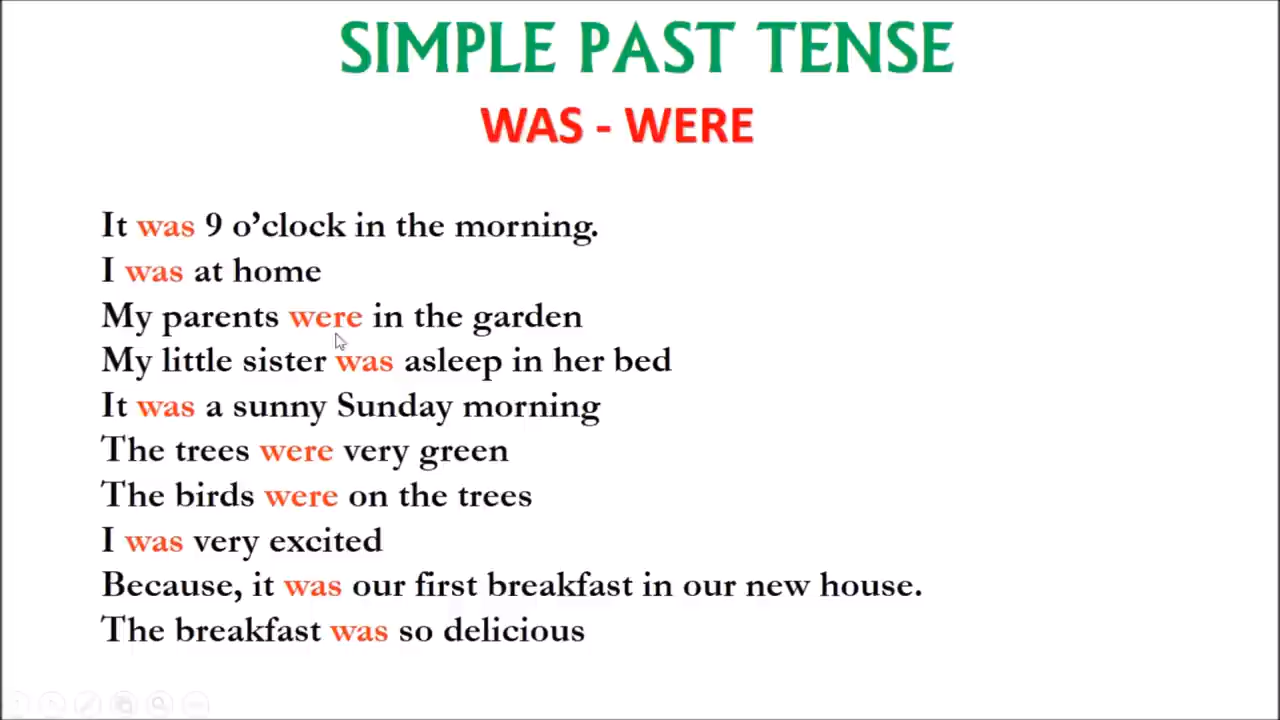 SIMPLE PAST TENSE
WAS - WERE
It was 9 o’clock in the morning.
I was at home
My parents were in the garden
My little sister was asleep in her bed
It was a sunny Sunday morning
The trees were very green
The birds were on the trees
I was very excited
Because, it was our first breakfast in our new house.
The breakfast was so delicious